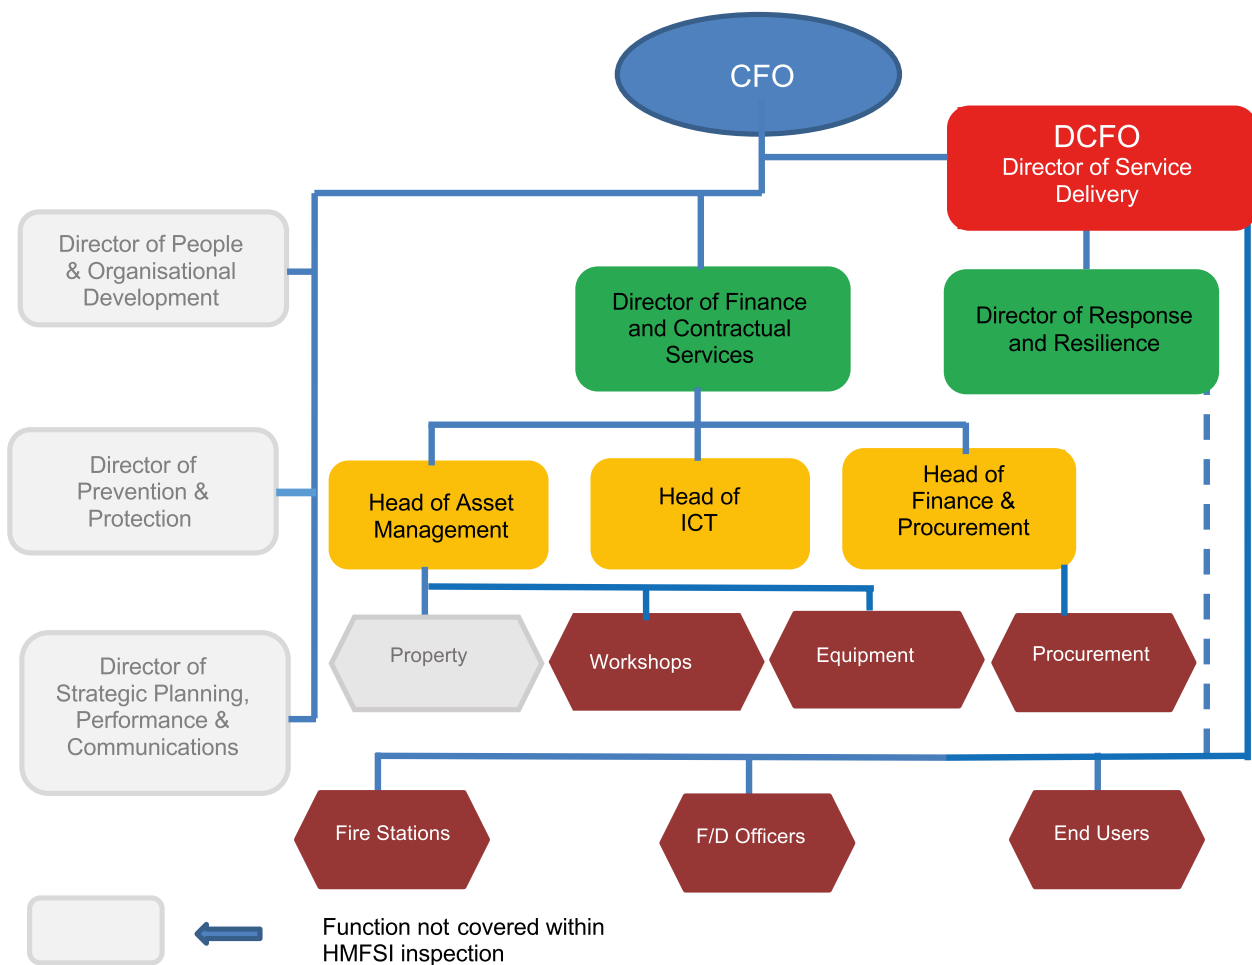 CFO
DCFO
Director of Service
Delivery
Director of People
& Organisational
Development
Director of Finance
and Contractual
Services
Director of Response
and Resilience
Director of
Prevention &
Protection
Head of Asset
Management
Head of
ICT
Head of
Finance &
Procurement
Director of
Strategic Planning,
Performance &
Communications
Property
Workshops
Equipment
Procurement
Fire Stations
F/D Officers
End Users
Function not covered within
HMFSI inspection